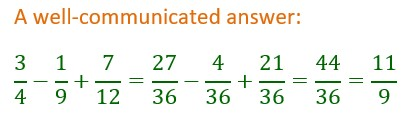 A well-communicated answer:
3/4 − 1/9 + 7/12 = 27/36 − 4/36 + 21/36 = 44/36 = 11/9